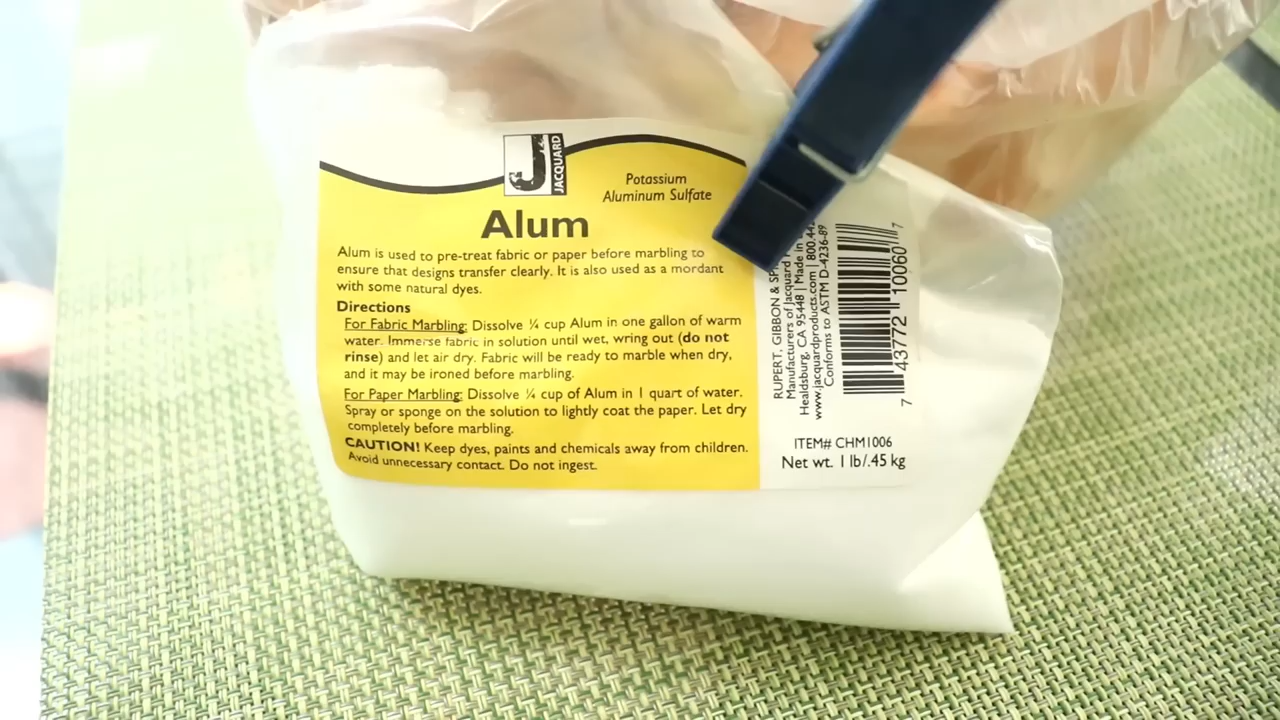 J JACQUARD
Potassium
Aluminum Sulfate
Alum
Alum is used to pre-treat fabric or paper before marbling to
ensure that designs transfer clearly. It is also used as a mordant
with some natural dyes.
Directions
For Fabric Marbling: Dissolve ¼ cup Alum in one gallon of warm
water. Immerse fabric in solution until wet, wring out (do not
rinse) and let air dry. Fabric will be ready to marble when dry,
and it may be ironed before marbling.
For Paper Marbling: Dissolve ¼ cup of Alum in 1 quart of water.
Spray or sponge on the solution to lightly coat the paper. Let dry
completely before marbling.
CAUTION! Keep dyes, paints and chemicals away from children.
Avoid unnecessary contact. Do not ingest.
RUPERT, GIBBON &
Manufacturers of Jacquard
Healdsburg, CA 95448 | Made in
www.jacquardproducts.com | 800.44
Conforms to ASTM D-4236-89
7 43772 10060 7
ITEM# CHM1006
Net wt. 1 lb/.45 kg